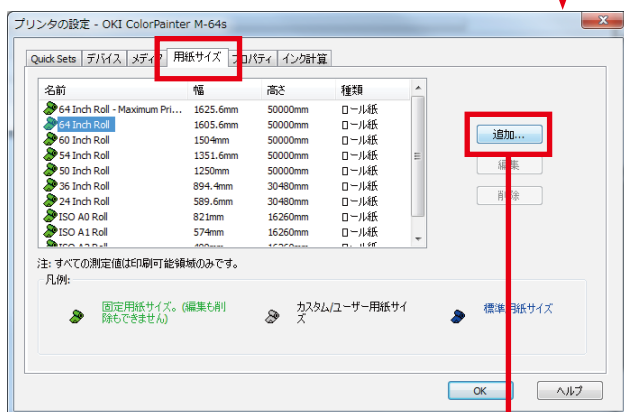 プリンタの設定 - OKI ColorPainter M-64s
Quick Sets デバイス メディア 用紙サイズ プロパティ インク計算
名前 幅 高さ 種類
64 Inch Roll - Maximum Pri... 1625.6mm 50000mm ロール紙
64 Inch Roll 1605.6mm 50000mm ロール紙
60 Inch Roll 1504mm 50000mm ロール紙
54 Inch Roll 1351.6mm 50000mm ロール紙
50 Inch Roll 1250mm 50000mm ロール紙
36 Inch Roll 894.4mm 30480mm ロール紙
24 Inch Roll 589.6mm 30480mm ロール紙
ISO A0 Roll 821mm 16260mm ロール紙
ISO A1 Roll 574mm 16260mm ロール紙
追加...
編集
削除
注: すべての測定値は印刷可能領域のみです。
凡例:
固定用紙サイズ。(編集も削
除もできません)
カスタム/ユーザー用紙サイ
ズ
標準用紙サイズ
OK ヘルプ